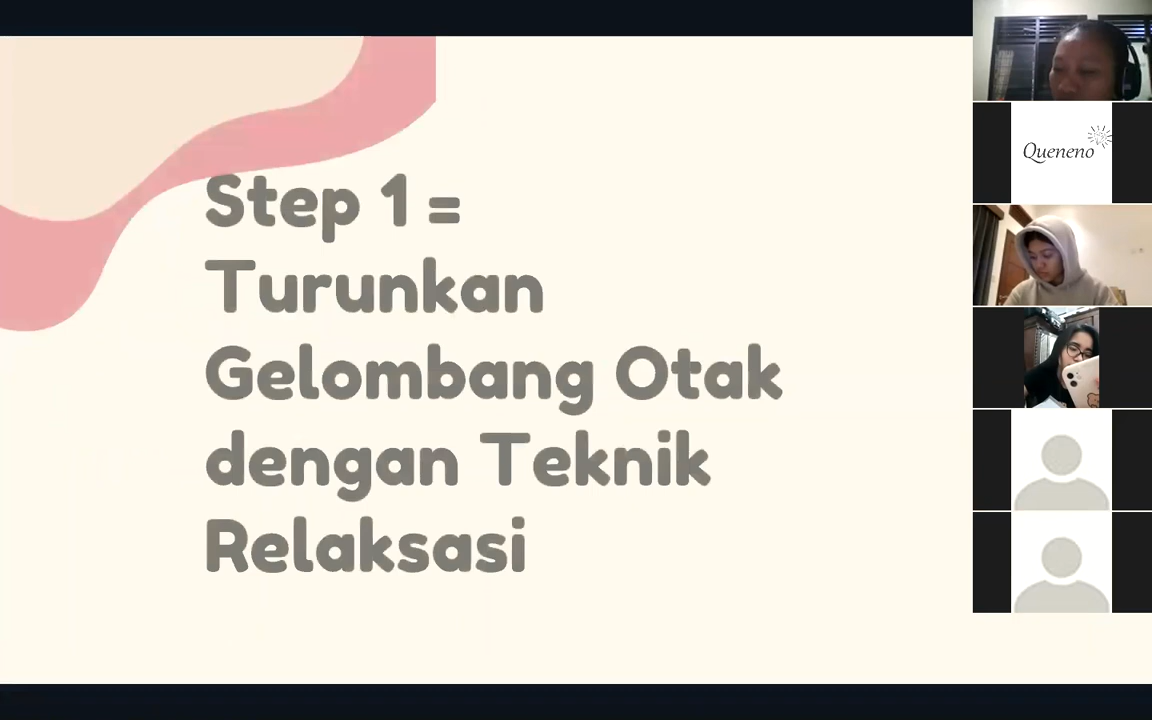 Step 1 =
Turunkan
Gelombang Otak
dengan Teknik
Relaksasi
Queneno